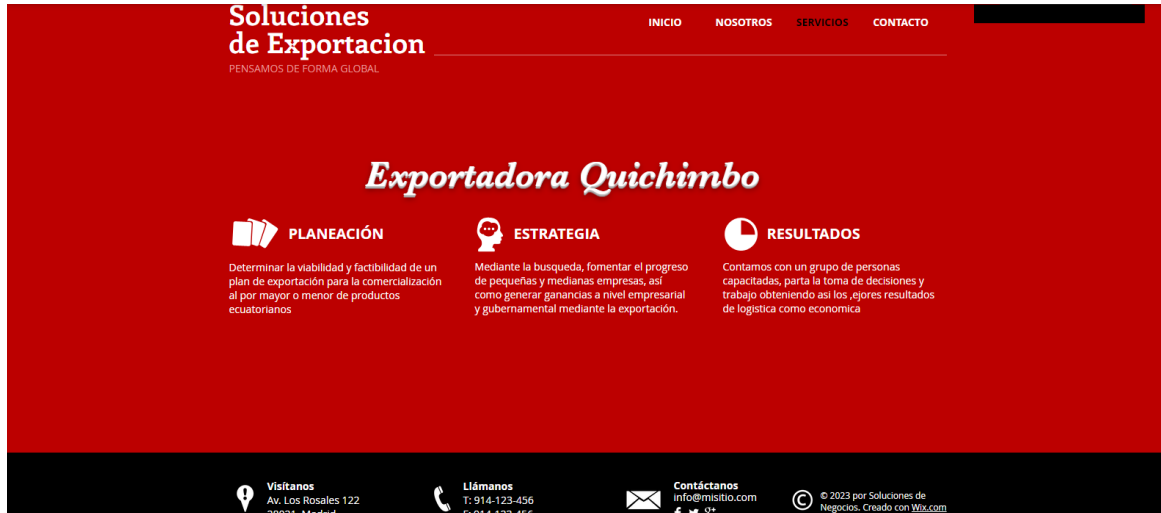 Soluciones
de Exportacion
PENSAMOS DE FORMA GLOBAL
INICIO NOSOTROS SERVICIOS CONTACTO
Exportadora Quichimbo
PLANEACIÓN
Determinar la viabilidad y factibilidad de un
plan de exportación para la comercialización
al por mayor o menor de productos
ecuatorianos
ESTRATEGIA
Mediante la busqueda, fomentar el progreso
de pequeñas y medianas empresas, así
como generar ganancias a nivel empresarial
y gubernamental mediante la exportación.
RESULTADOS
Contamos con un grupo de personas
capacitadas, parta la toma de decisiones y
trabajo obteniendo asi los ,ejores resultados
de logistica como economica
Visítanos
Av. Los Rosales 122
28021, Madrid
Llámanos
T: 914-123-456
F: 914-123-456
Contáctanos
info@misitio.com
© 2023 por Soluciones de
Negocios. Creado con Wix.com